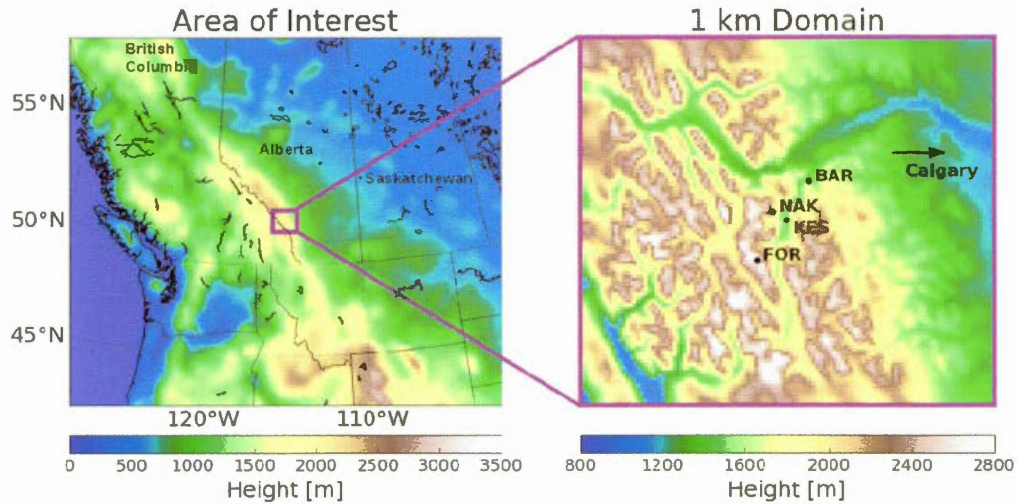 Area of Interest
1 km Domain
British
Columbi
55°N
Alberta
Saskatchewan
50°N
45°N
120°W
110°W
BAR
Calgary
NAK
KES
FOR
0 500 1000 1500 2000 2500 3000 3500
Height [m]
800 1200 1600 2000 2400 2800
Height [m]